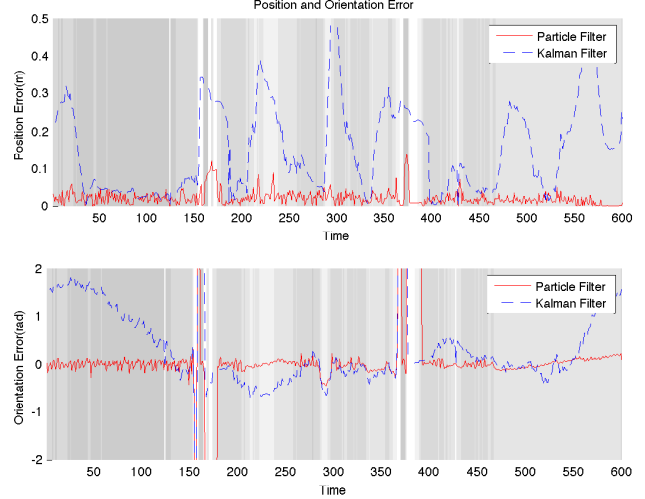 Position and Orientation Error
Particle Filter
Kalman Filter
Position Error(m)
0.5
0.4
0.3
0.2
0.1
0
50 100 150 200 250 300 350 400 450 500 550 600
Time
Particle Filter
Kalman Filter
Orientation Error(rad)
2
1
0
-1
-2
50 100 150 200 250 300 350 400 450 500 550 600
Time